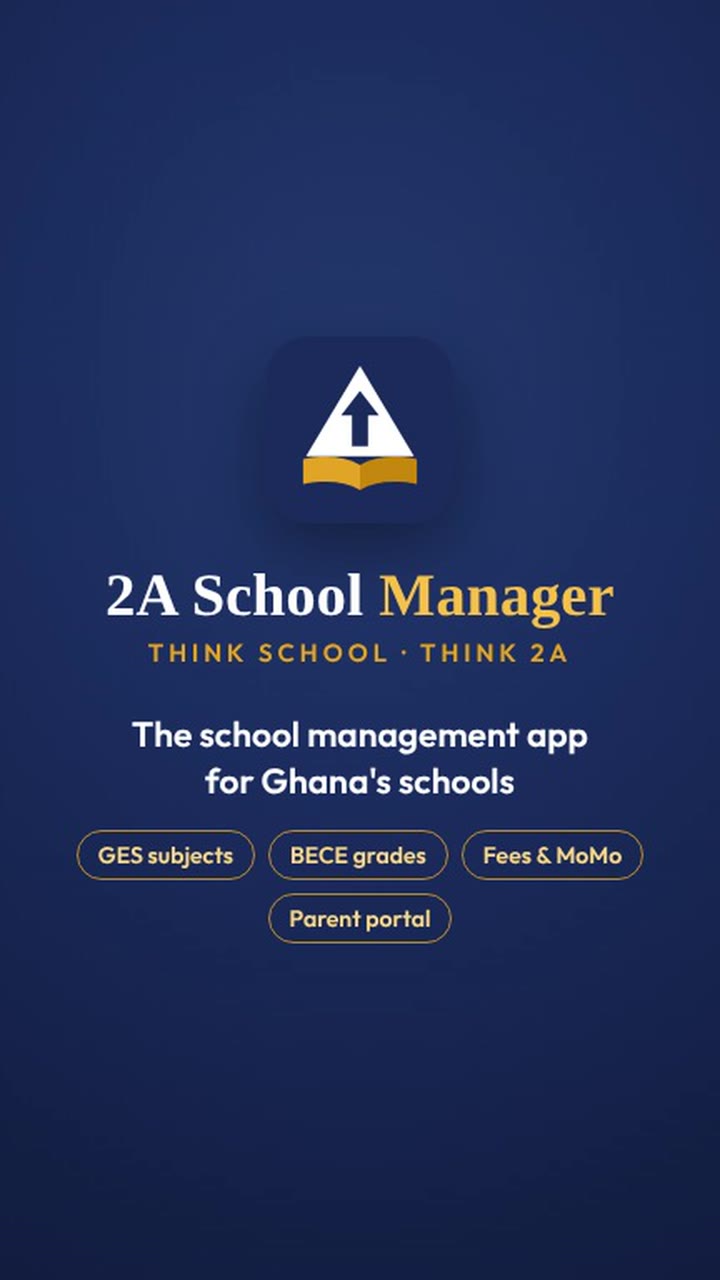 2A School Manager
THINK SCHOOL · THINK 2A
The school management app
for Ghana's schools
GES subjects
BECE grades
Fees & MoMo
Parent portal